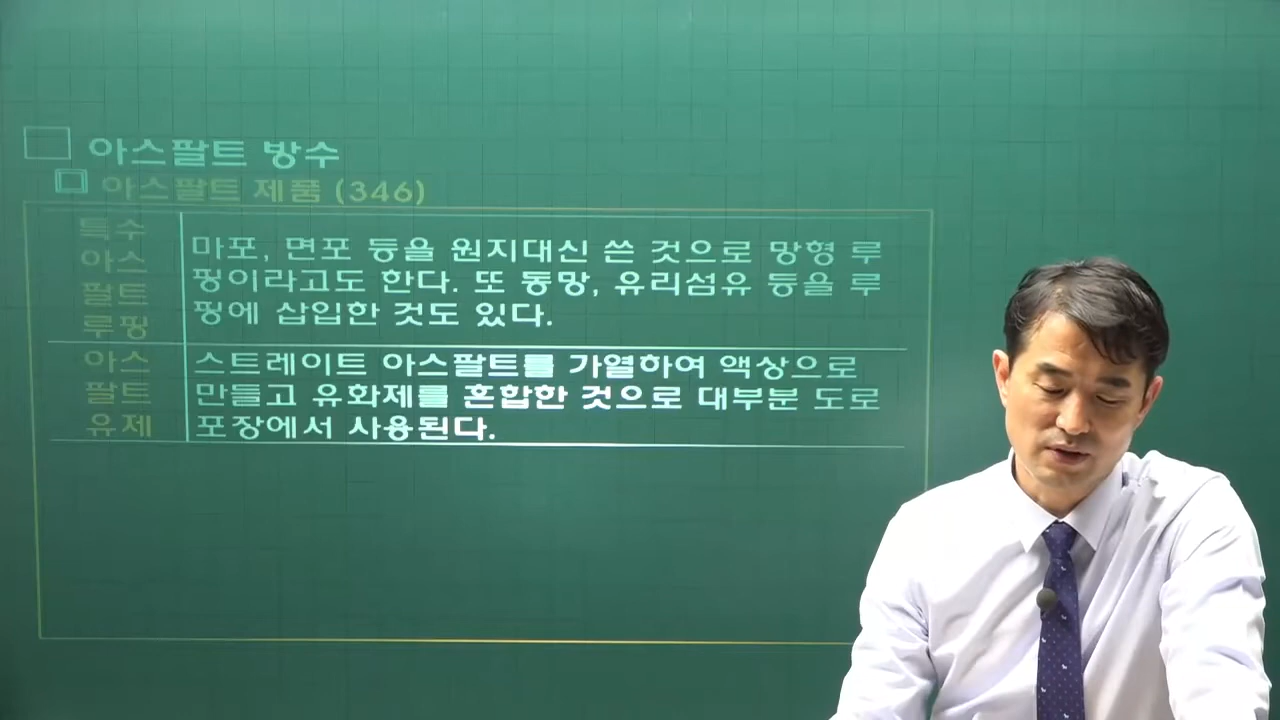 아스팔트 방수
아스팔트 제품 (346)
특수
아스
팔트
루핑
마포, 면포 등을 원지대신 쓴 것으로 망형 루
핑이라고도 한다. 또 동망, 유리섬유 등을 루
핑에 삽입한 것도 있다.
아스
팔트
유제
스트레이트 아스팔트를 가열하여 액상으로
만들고 유화제를 혼합한 것으로 대부분 도로
포장에서 사용된다.